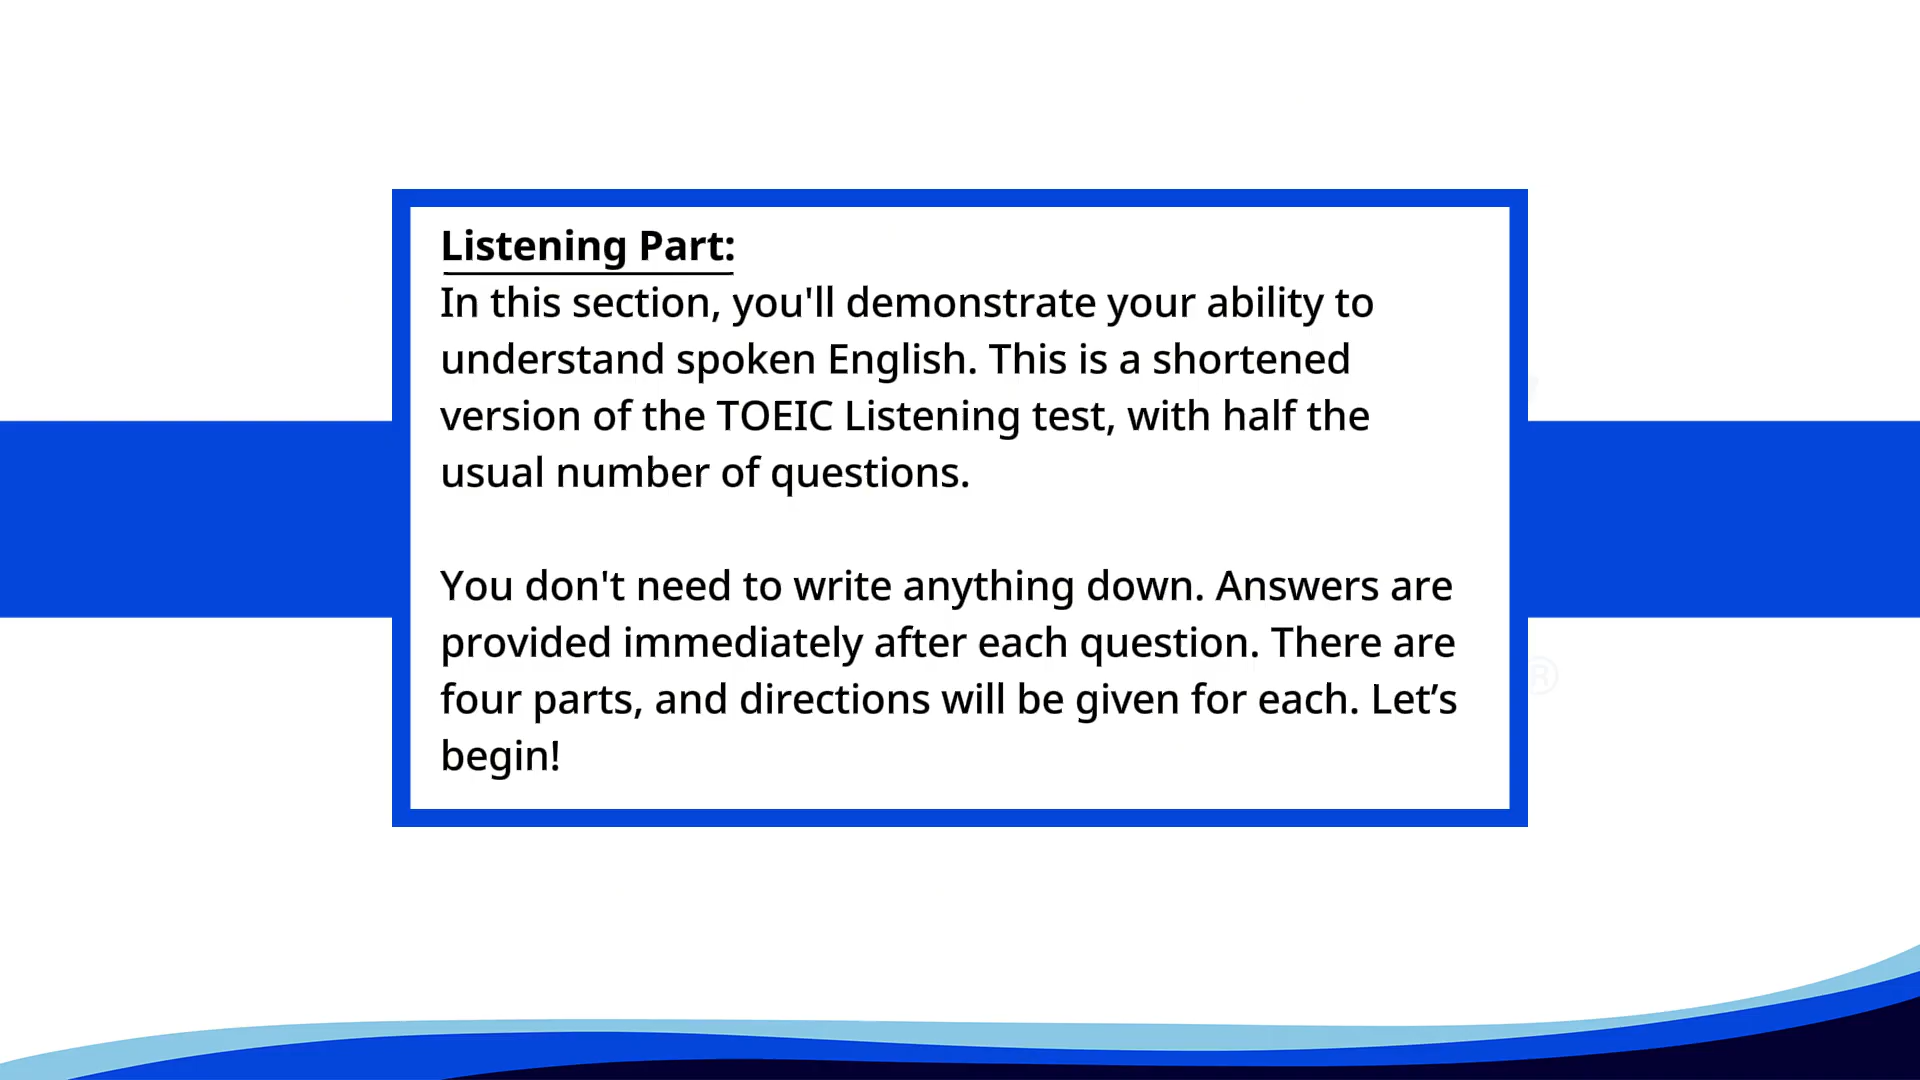 Listening Part:
In this section, you'll demonstrate your ability to
understand spoken English. This is a shortened
version of the TOEIC Listening test, with half the
usual number of questions.
You don't need to write anything down. Answers are
provided immediately after each question. There are
four parts, and directions will be given for each. Let’s
begin!
®